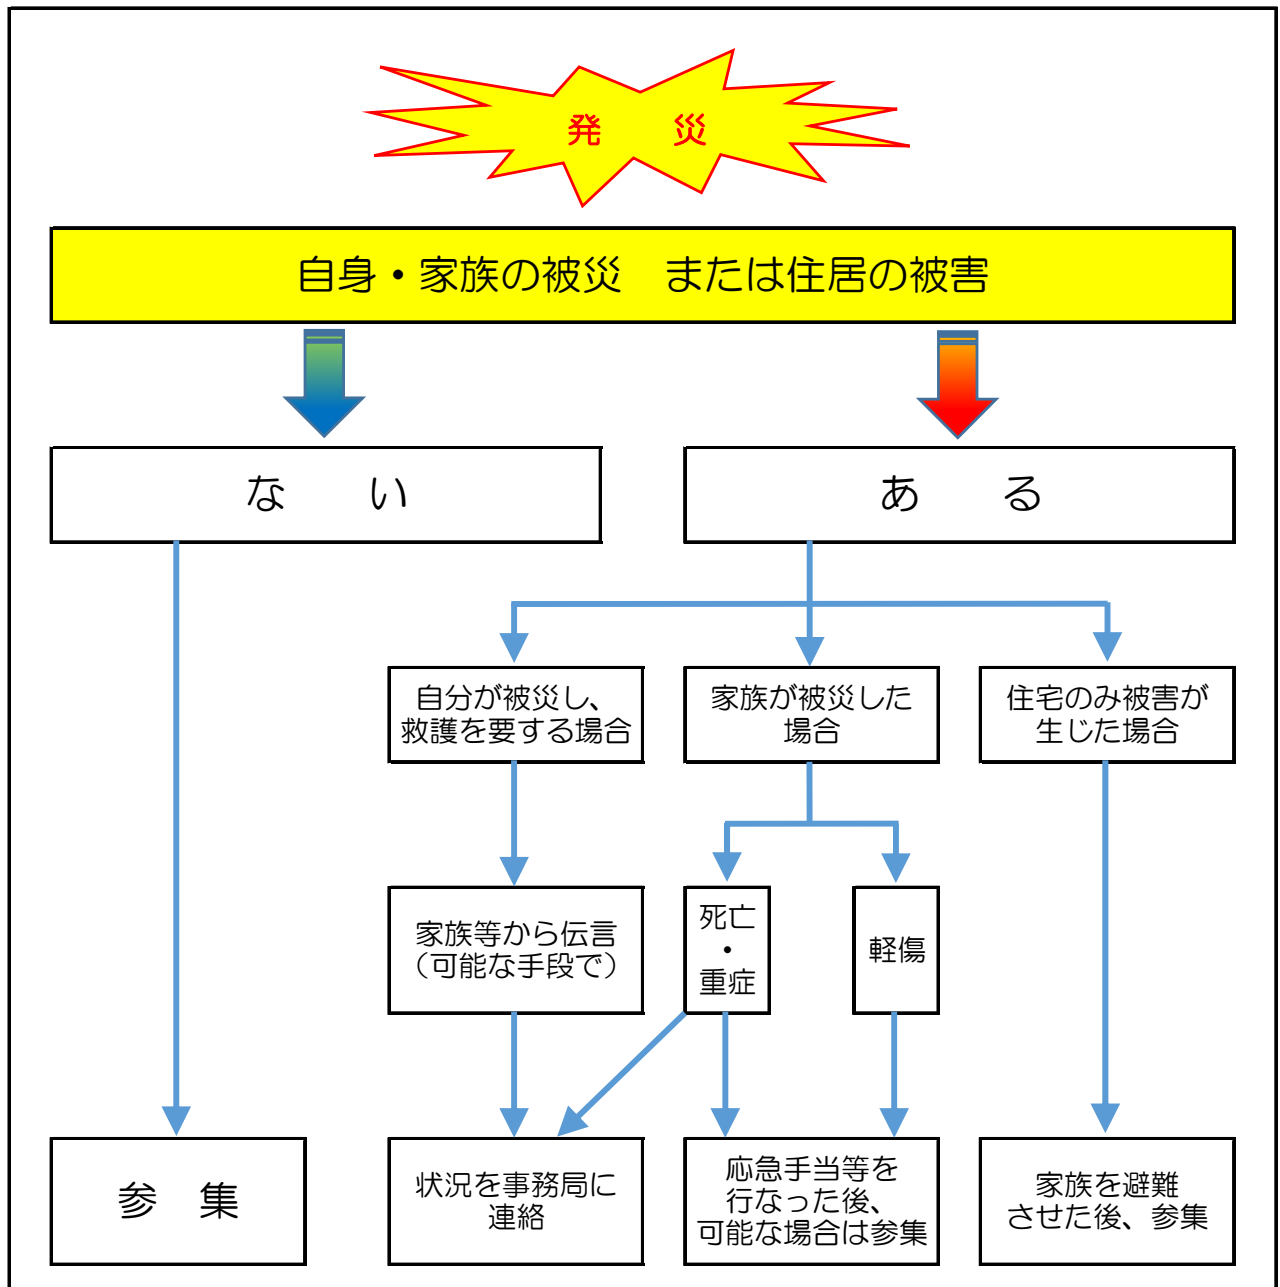 発　災
自身・家族の被災　または住居の被害
な　い
あ　る
自分が被災し、
救護を要する場合
家族が被災した
場合
住宅のみ被害が
生じた場合
家族等から伝言
（可能な手段で）
死亡
・
重症
軽傷
参　集
状況を事務局に
連絡
応急手当等を
行なった後、
可能な場合は参集
家族を避難
させた後、参集